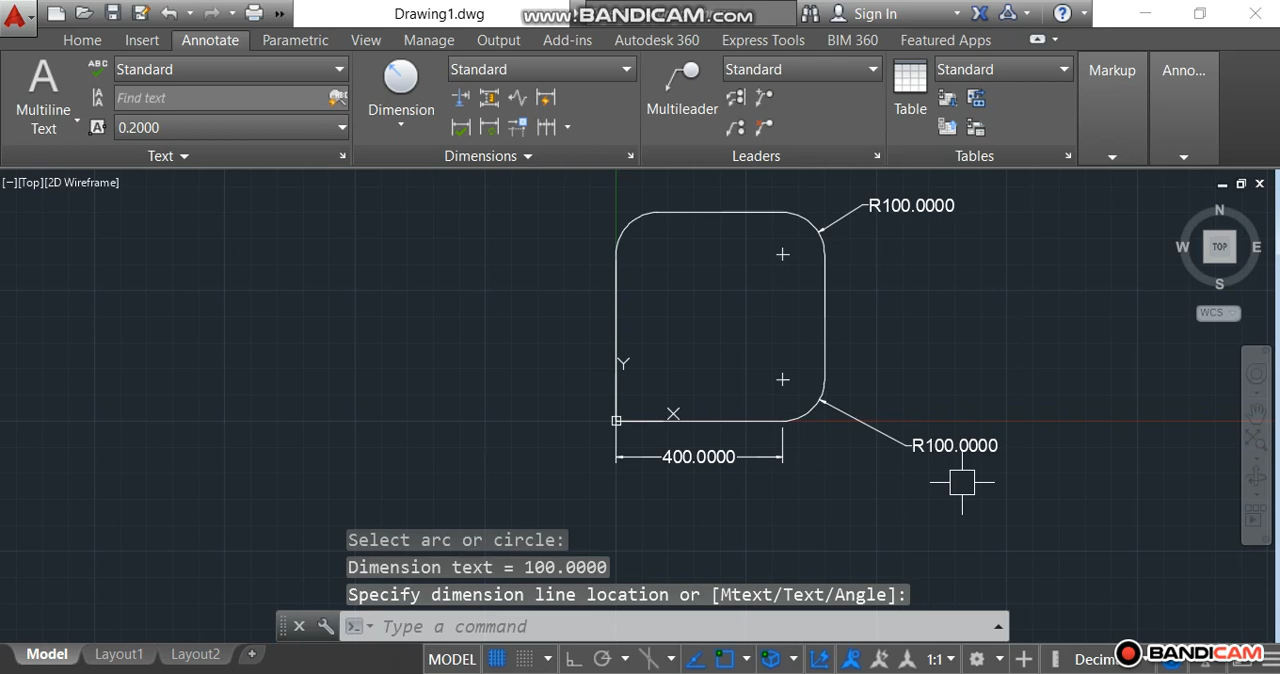 Drawing1.dwg
WWW.BANDICAM.COM
Sign In
Home Insert Annotate Parametric View Manage Output Add-ins Autodesk 360 Express Tools BIM 360 Featured Apps
Multiline Text
ABC
Standard
Find text
0.2000
Text
Dimension
Standard
Dimensions
Multileader
Standard
Leaders
Table
Standard
Tables
Markup
Anno...
[−][Top][2D Wireframe]
R100.0000
N
W
TOP
E
S
WCS
Y
X
R100.0000
400.0000
Select arc or circle:
Dimension text = 100.0000
Specify dimension line location or [Mtext/Text/Angle]:
Type a command
Model Layout1 Layout2
MODEL
1:1
Decim
BANDICAM